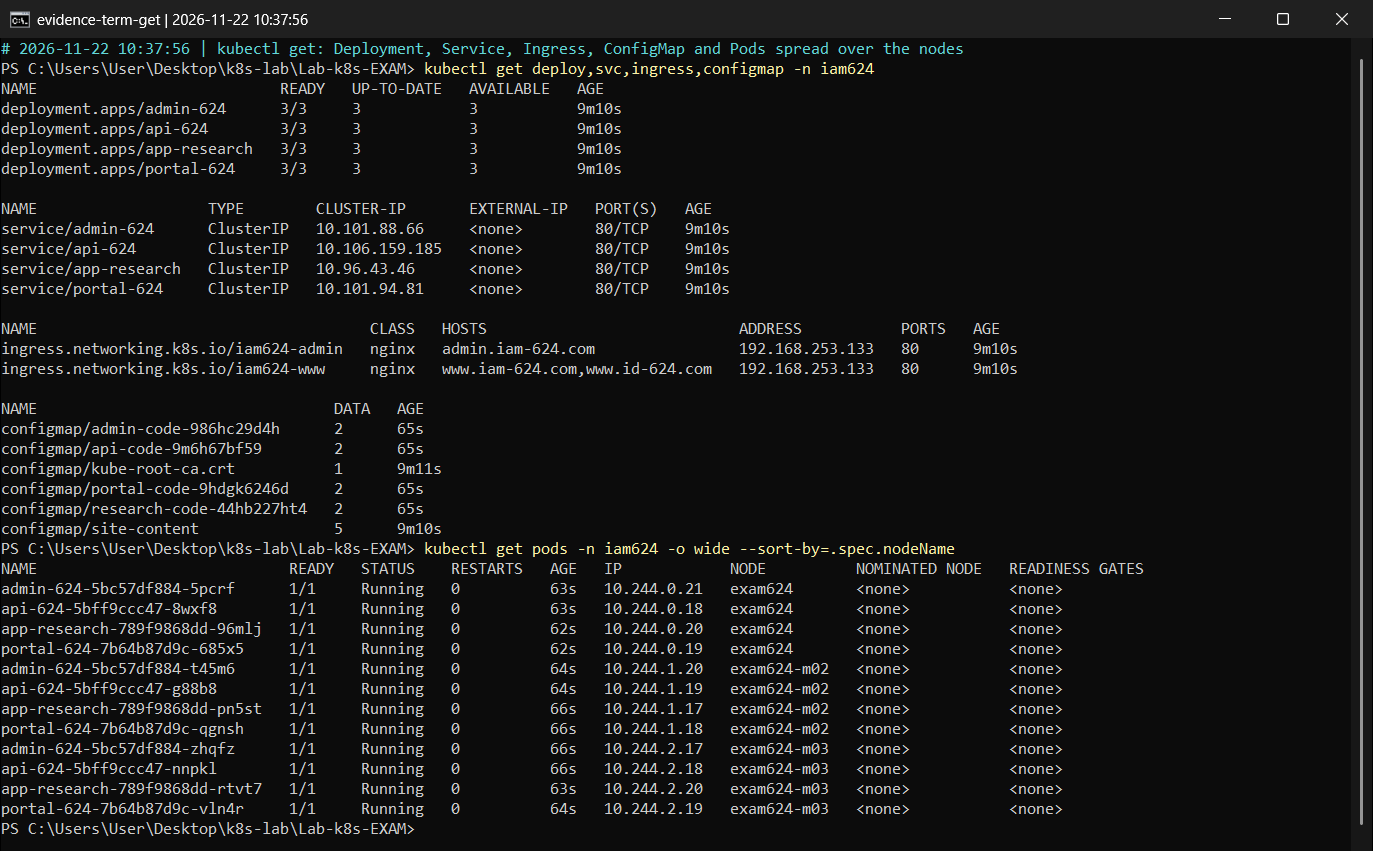 evidence-term-get | 2026-11-22 10:37:56
# 2026-11-22 10:37:56 | kubectl get: Deployment, Service, Ingress, ConfigMap and Pods spread over the nodes
PS C:\Users\User\Desktop\k8s-lab\Lab-k8s-EXAM> kubectl get deploy,svc,ingress,configmap -n iam624
NAME READY UP-TO-DATE AVAILABLE AGE
deployment.apps/admin-624 3/3 3 3 9m10s
deployment.apps/api-624 3/3 3 3 9m10s
deployment.apps/app-research 3/3 3 3 9m10s
deployment.apps/portal-624 3/3 3 3 9m10s
NAME TYPE CLUSTER-IP EXTERNAL-IP PORT(S) AGE
service/admin-624 ClusterIP 10.101.88.66 <none> 80/TCP 9m10s
service/api-624 ClusterIP 10.106.159.185 <none> 80/TCP 9m10s
service/app-research ClusterIP 10.96.43.46 <none> 80/TCP 9m10s
service/portal-624 ClusterIP 10.101.94.81 <none> 80/TCP 9m10s
NAME CLASS HOSTS ADDRESS PORTS AGE
ingress.networking.k8s.io/iam624-admin nginx admin.iam-624.com 192.168.253.133 80 9m10s
ingress.networking.k8s.io/iam624-www nginx www.iam-624.com,www.id-624.com 192.168.253.133 80 9m10s
NAME DATA AGE
configmap/admin-code-986hc29d4h 2 65s
configmap/api-code-9m6h67bf59 2 65s
configmap/kube-root-ca.crt 1 9m11s
configmap/portal-code-9hdgk6246d 2 65s
configmap/research-code-44hb227ht4 2 65s
configmap/site-content 5 9m10s
PS C:\Users\User\Desktop\k8s-lab\Lab-k8s-EXAM> kubectl get pods -n iam624 -o wide --sort-by=.spec.nodeName
NAME READY STATUS RESTARTS AGE IP NODE NOMINATED NODE READINESS GATES
admin-624-5bc57df884-5pcrf 1/1 Running 0 63s 10.244.0.21 exam624 <none> <none>
api-624-5bff9ccc47-8wxf8 1/1 Running 0 63s 10.244.0.18 exam624 <none> <none>
app-research-789f9868dd-96mlj 1/1 Running 0 62s 10.244.0.20 exam624 <none> <none>
portal-624-7b64b87d9c-685x5 1/1 Running 0 62s 10.244.0.19 exam624 <none> <none>
admin-624-5bc57df884-t45m6 1/1 Running 0 64s 10.244.1.20 exam624-m02 <none> <none>
api-624-5bff9ccc47-g88b8 1/1 Running 0 64s 10.244.1.19 exam624-m02 <none> <none>
app-research-789f9868dd-pn5st 1/1 Running 0 66s 10.244.1.17 exam624-m02 <none> <none>
portal-624-7b64b87d9c-qgnsh 1/1 Running 0 66s 10.244.1.18 exam624-m02 <none> <none>
admin-624-5bc57df884-zhqfz 1/1 Running 0 66s 10.244.2.17 exam624-m03 <none> <none>
api-624-5bff9ccc47-nnpkl 1/1 Running 0 66s 10.244.2.18 exam624-m03 <none> <none>
app-research-789f9868dd-rtvt7 1/1 Running 0 63s 10.244.2.20 exam624-m03 <none> <none>
portal-624-7b64b87d9c-vln4r 1/1 Running 0 64s 10.244.2.19 exam624-m03 <none> <none>
PS C:\Users\User\Desktop\k8s-lab\Lab-k8s-EXAM>